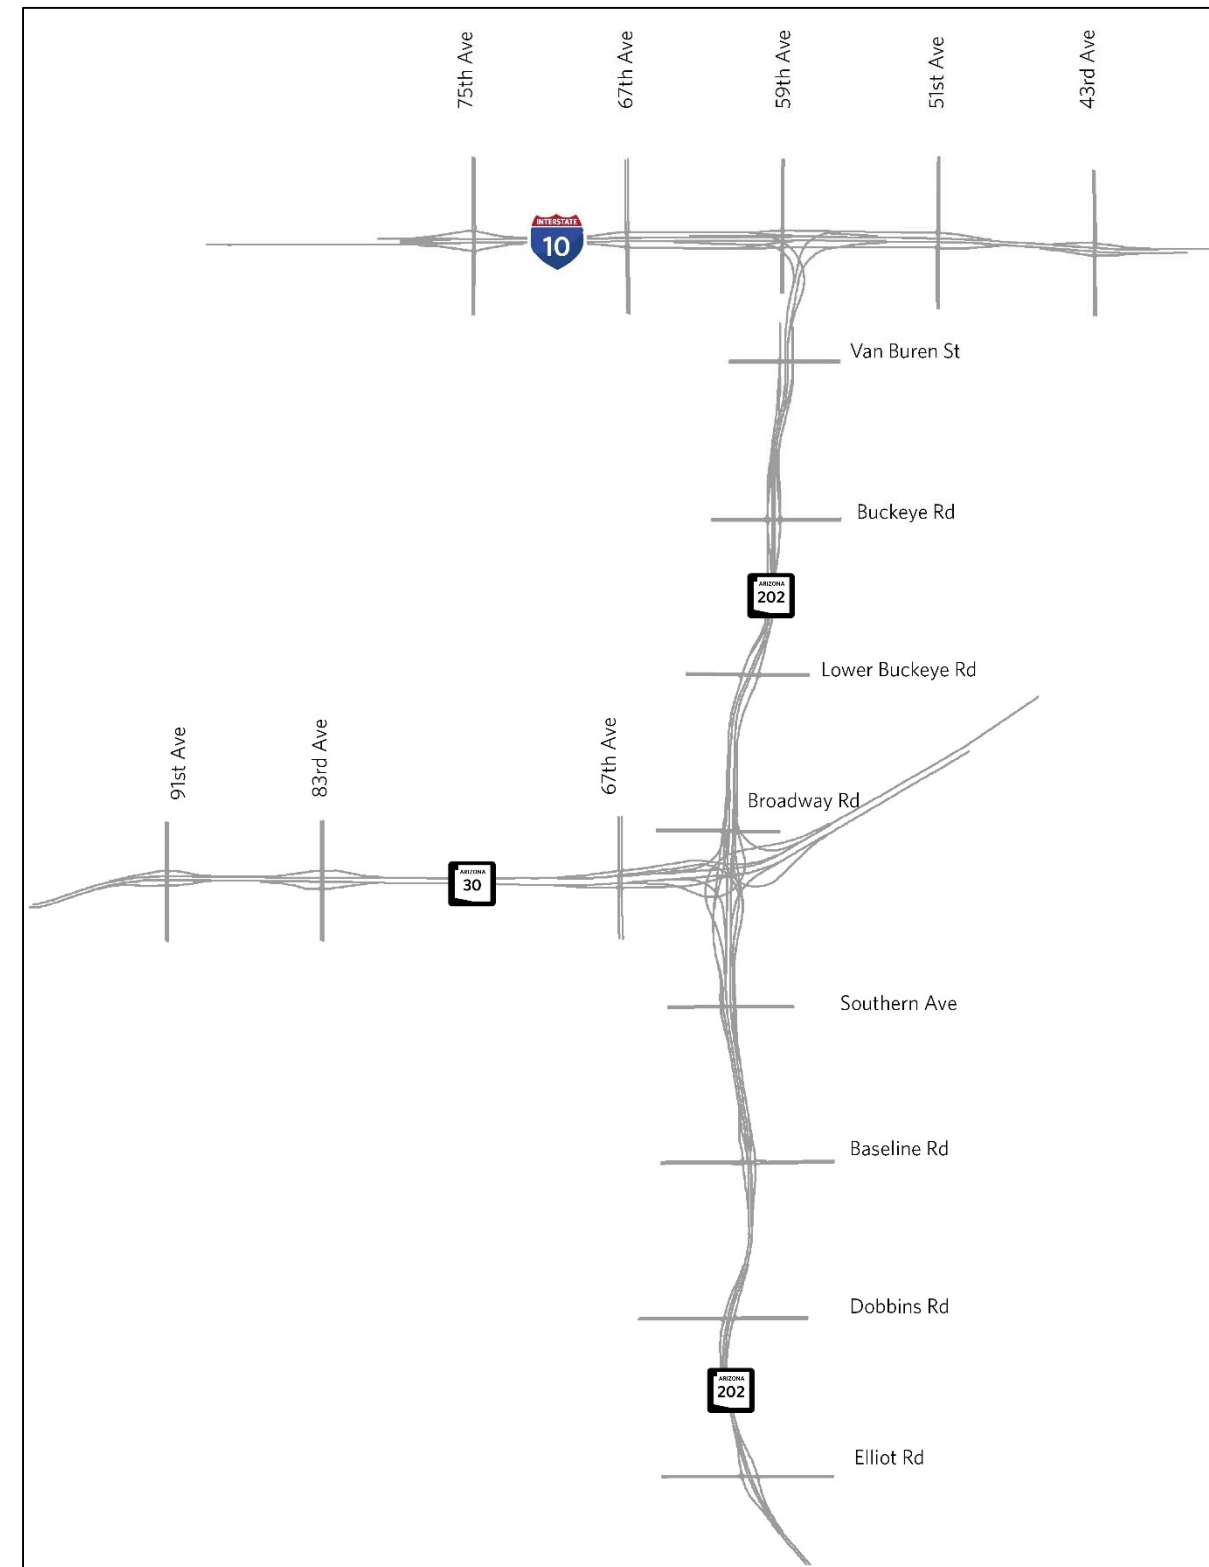 75th Ave
67th Ave
59th Ave
51st Ave
43rd Ave
INTERSTATE
10
Van Buren St
Buckeye Rd
ARIZONA
202
Lower Buckeye Rd
91st Ave
83rd Ave
67th Ave
Broadway Rd
ARIZONA
30
Southern Ave
Baseline Rd
Dobbins Rd
ARIZONA
202
Elliot Rd